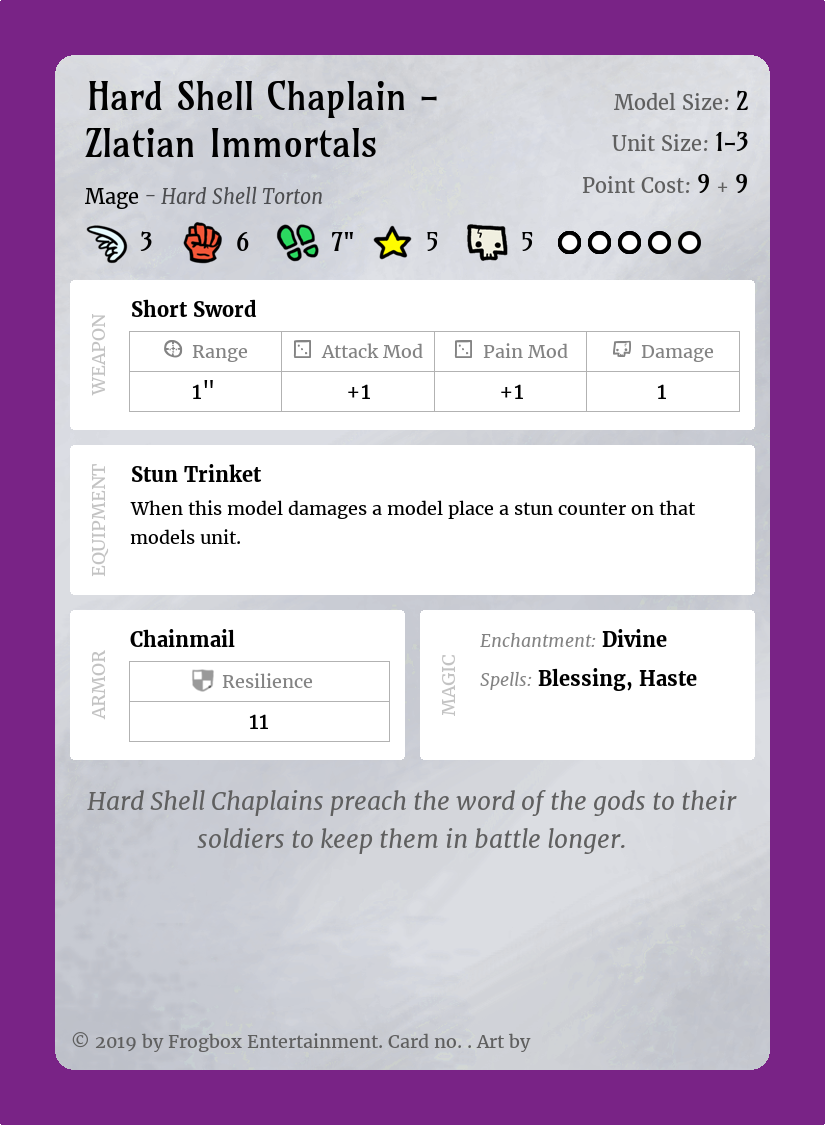 Hard Shell Chaplain –
Zlatian Immortals
Mage – Hard Shell Torton
Model Size: 2
Unit Size: 1–3
Point Cost: 9 + 9
3 6 7" 5 5
WEAPON
Short Sword
Range Attack Mod Pain Mod Damage
1" +1 +1 1
EQUIPMENT
Stun Trinket
When this model damages a model place a stun counter on that
models unit.
ARMOR
Chainmail
Resilience
11
MAGIC
Enchantment: Divine
Spells: Blessing, Haste
Hard Shell Chaplains preach the word of the gods to their
soldiers to keep them in battle longer.
© 2019 by Frogbox Entertainment. Card no. . Art by